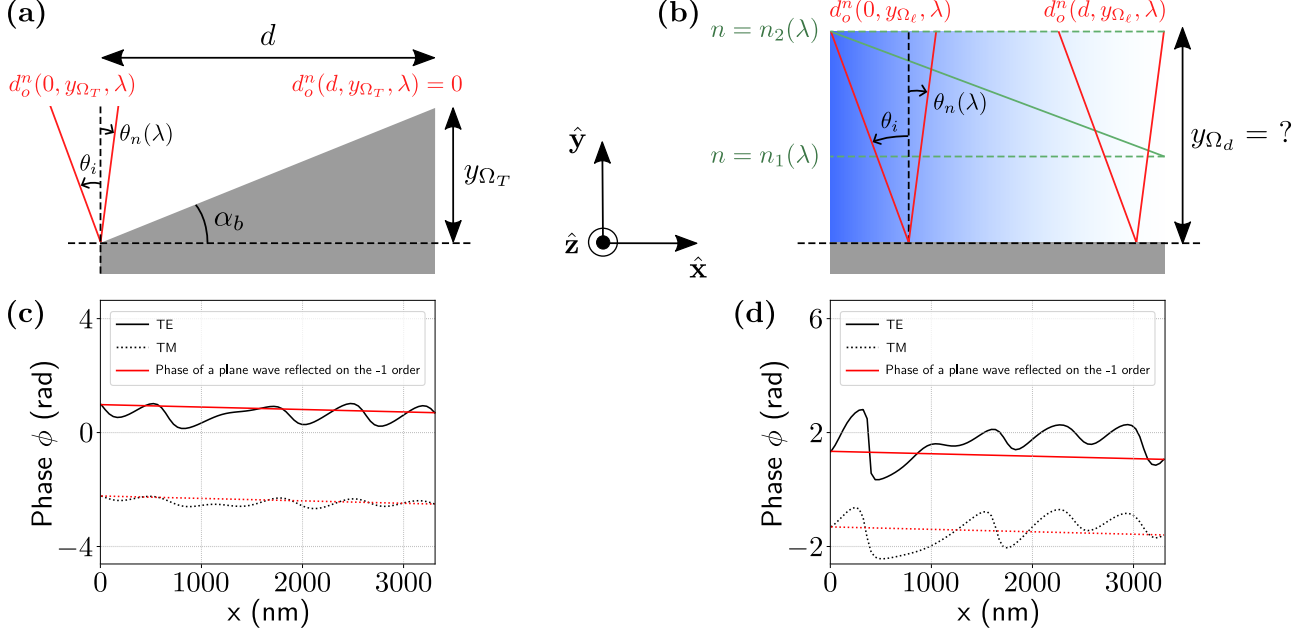 (a)
d
d_o^n(0, y_{Ω_T}, λ)
d_o^n(d, y_{Ω_T}, λ) = 0
θ_n(λ)
θ_i
α_b
y_{Ω_T}
ŷ
ẑ
x̂
(b)
d_o^n(0, y_{Ω_ℓ}, λ)
d_o^n(d, y_{Ω_ℓ}, λ)
n = n_2(λ)
θ_n(λ)
θ_i
n = n_1(λ)
y_{Ω_d} = ?
(c)
4
0
−4
Phase ϕ (rad)
TE
TM
Phase of a plane wave reflected on the -1 order
0
1000
2000
3000
x (nm)
(d)
6
2
−2
Phase ϕ (rad)
TE
TM
Phase of a plane wave reflected on the -1 order
0
1000
2000
3000
x (nm)